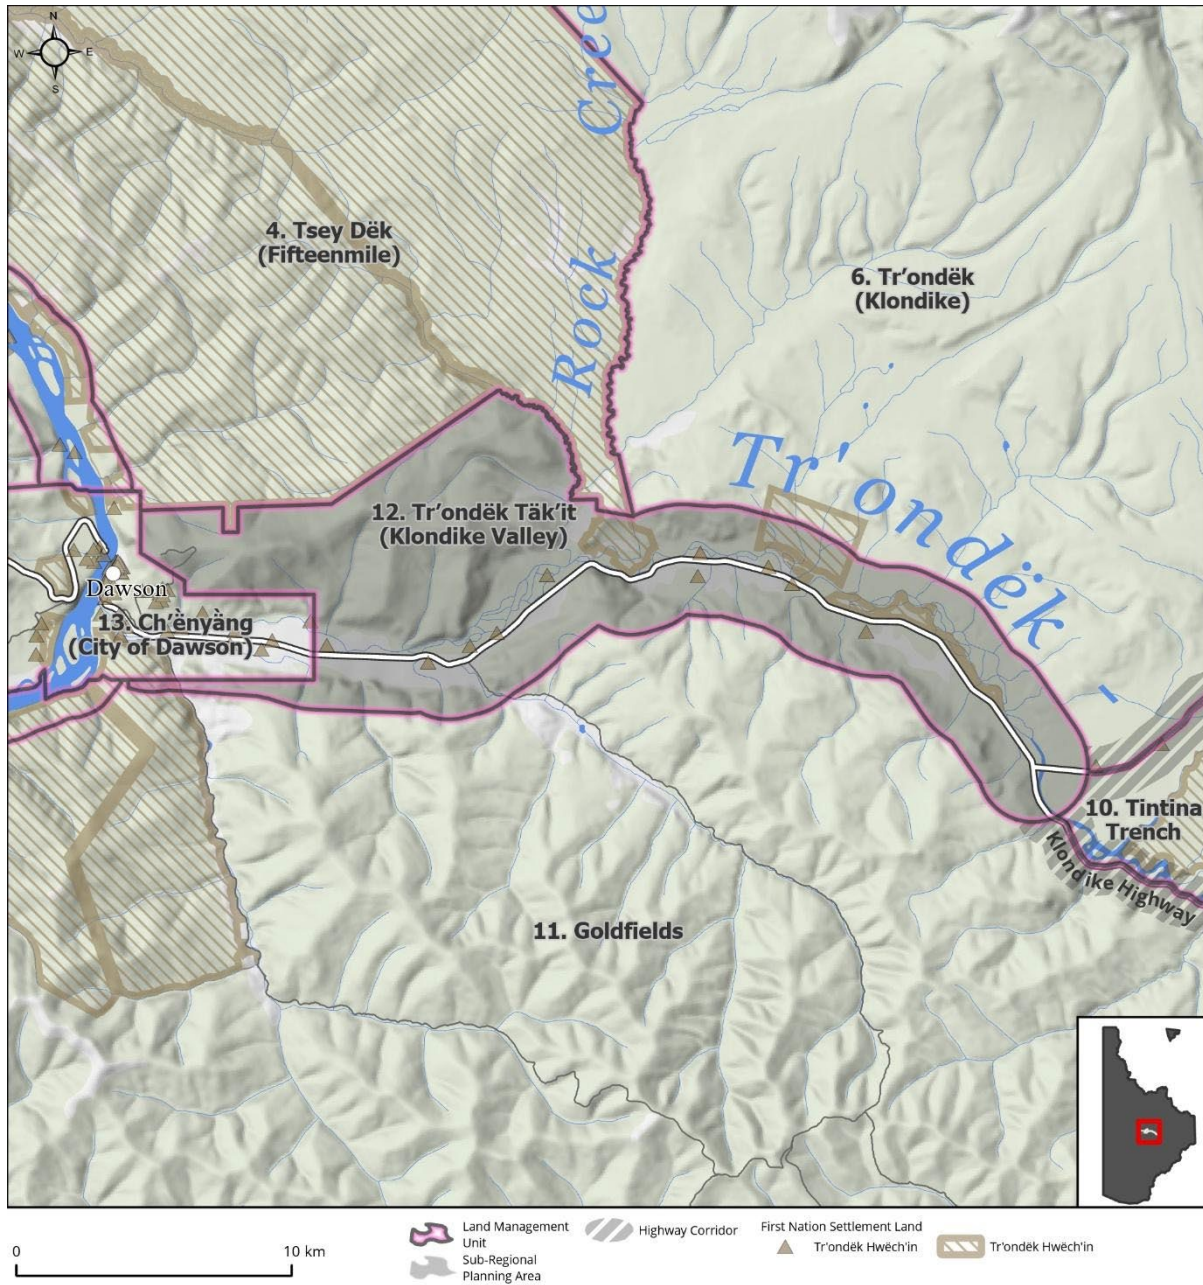 N
W E
S
Rock Cree
4. Tsey Dëk
(Fifteenmile)
6. Tr'ondëk
(Klondike)
Tr'ondëk
12. Tr'ondëk Täk'it
(Klondike Valley)
Dawson
13. Ch'ènyäng
(City of Dawson)
10. Tintina
Trench
Klondike Highway
11. Goldfields
0 10 km
Land Management
Unit
Sub-Regional
Planning Area
Highway Corridor
First Nation Settlement Land
Tr'ondëk Hwëch'in
Tr'ondëk Hwëch'in